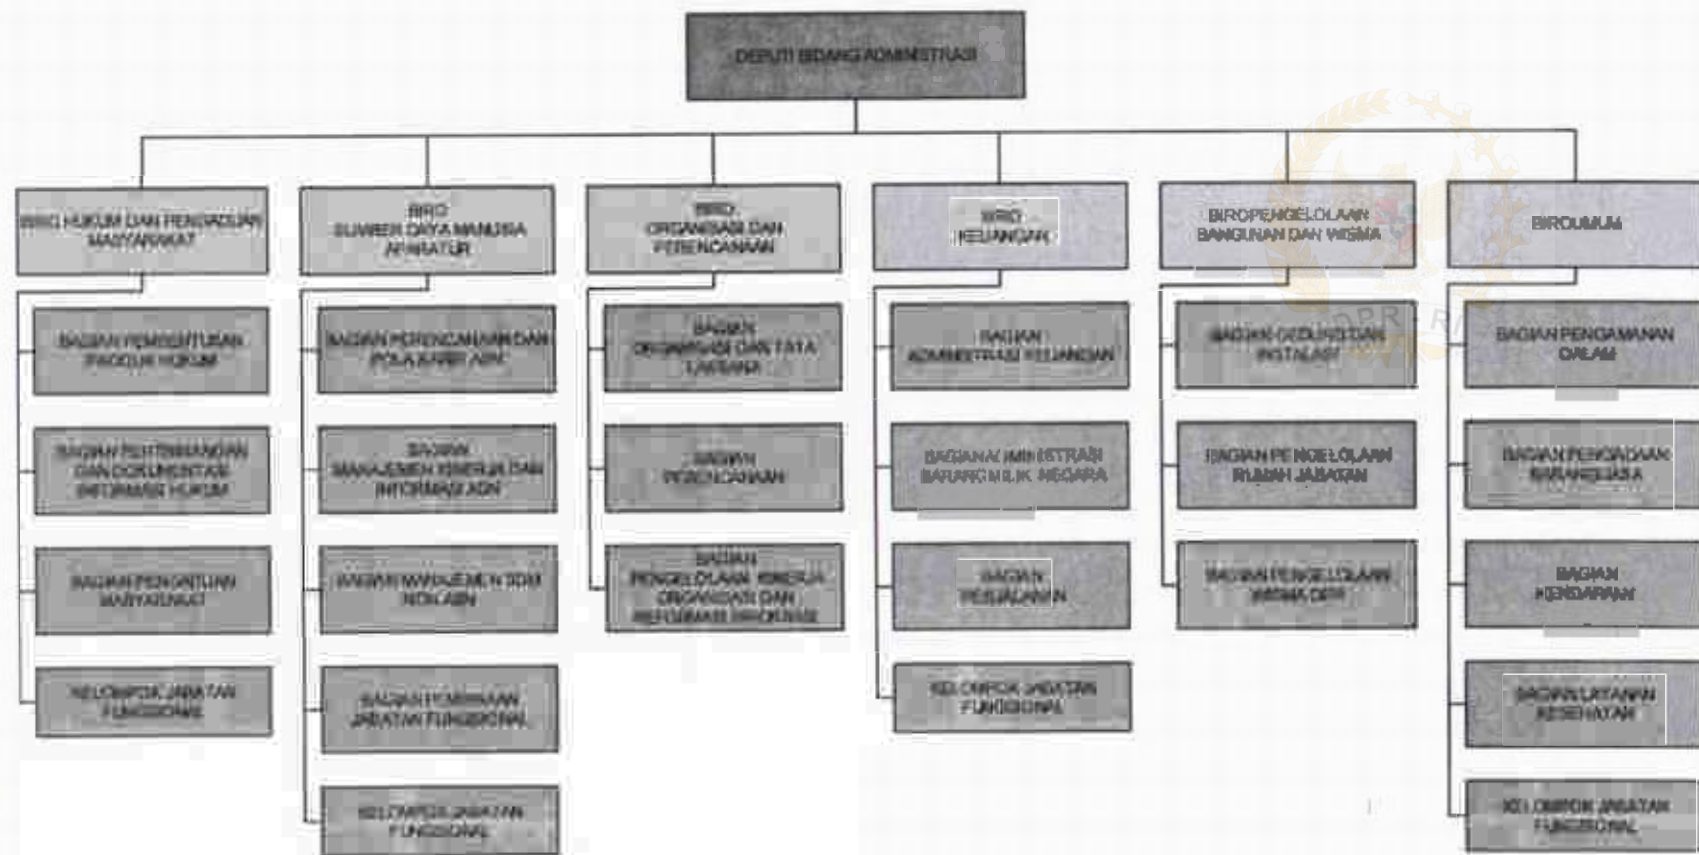 DEPUTI BIDANG ADMINISTRASI
BIRO HUKUM DAN PENGADUAN
MASYARAKAT
BIRO
SUMBER DAYA MANUSIA
APARATUR
BIRO
ORGANISASI DAN
PERENCANAAN
BIRO
KEUANGAN
BIROPENGELOLAAN
BANGUNAN DAN WISMA
BIROUMUM
BAGIAN PEMBENTUKAN
PRODUK HUKUM
BAGIAN PERENCANAAN DAN
POLA KARIR ASN
BAGIAN
ORGANISASI DAN TATA
LAKSANA
BAGIAN
ADMINISTRASI KEUANGAN
BAGIAN GEDUNG DAN
INSTALASI
BAGIAN PENGAMANAN
DALAM
DPR RI
BAGIAN PERTIMBANGAN
DAN DOKUMENTASI
INFORMASI HUKUM
BAGIAN
MANAJEMEN KINERJA DAN
INFORMASI ASN
BAGIAN
PERENCANAAN
BAGIAN ADMINISTRASI
BARANG MILIK NEGARA
BAGIAN PENGELOLAAN
RUMAH JABATAN
BAGIAN PENGADAAN
BARANG/JASA
BAGIAN PENGADUAN
MASYARAKAT
BAGIAN MANAJEMEN SDM
NON ASN
BAGIAN
PENGELOLAAN KINERJA
ORGANISASI DAN
REFORMASI BIROKRASI
BAGIAN
PERJALANAN
BAGIAN PENGELOLAAN
WISMA DPR
BAGIAN
KENDARAAN
KELOMPOK JABATAN
FUNGSIONAL
BAGIAN PEMBINAAN
JABATAN FUNGSIONAL
KELOMPOK JABATAN
FUNGSIONAL
BAGIAN LAYANAN
KESEHATAN
KELOMPOK JABATAN
FUNGSIONAL
KELOMPOK JABATAN
FUNGSIONAL